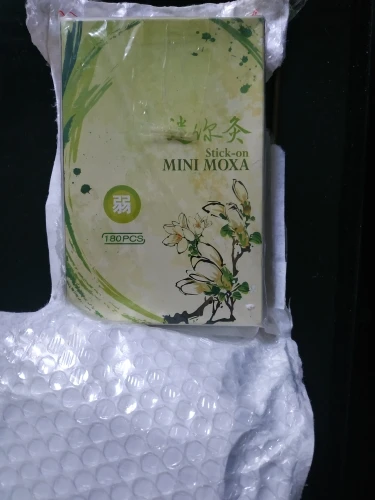 迷你灸
Stick-on
MINI MOXA
弱
180PCS